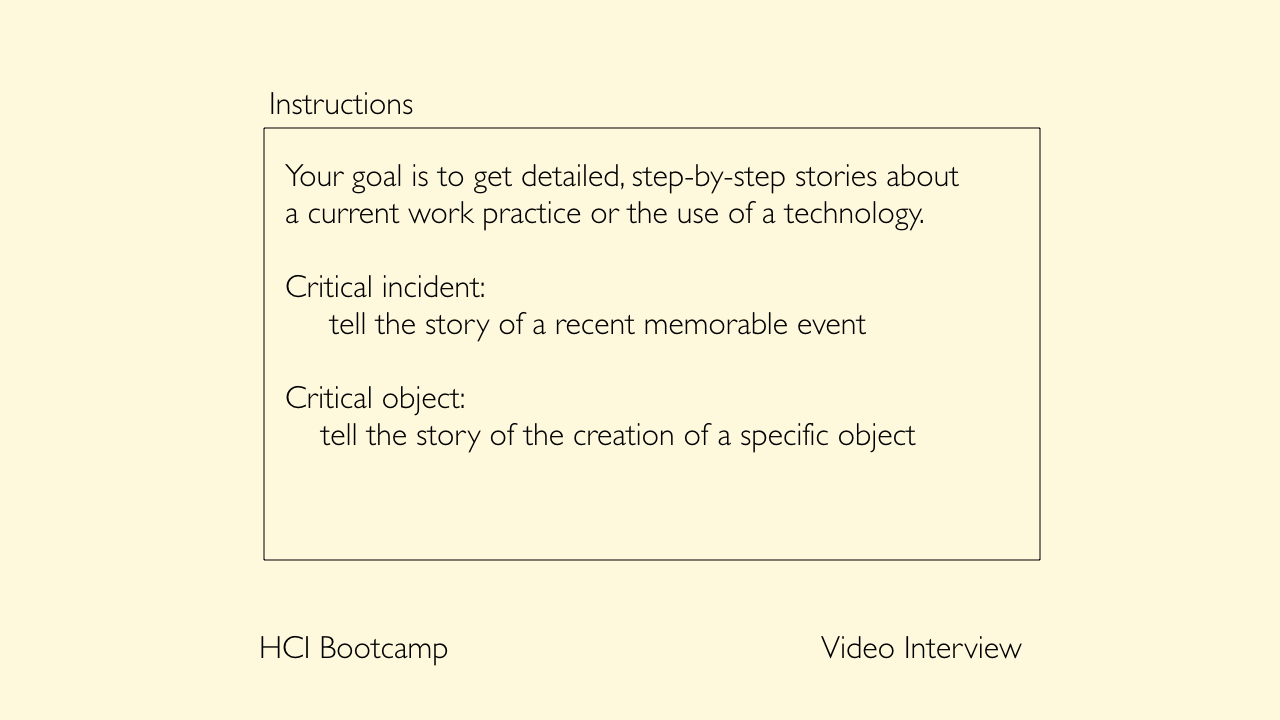 Instructions
Your goal is to get detailed, step-by-step stories about
a current work practice or the use of a technology.
Critical incident:
tell the story of a recent memorable event
Critical object:
tell the story of the creation of a specific object
HCI Bootcamp
Video Interview